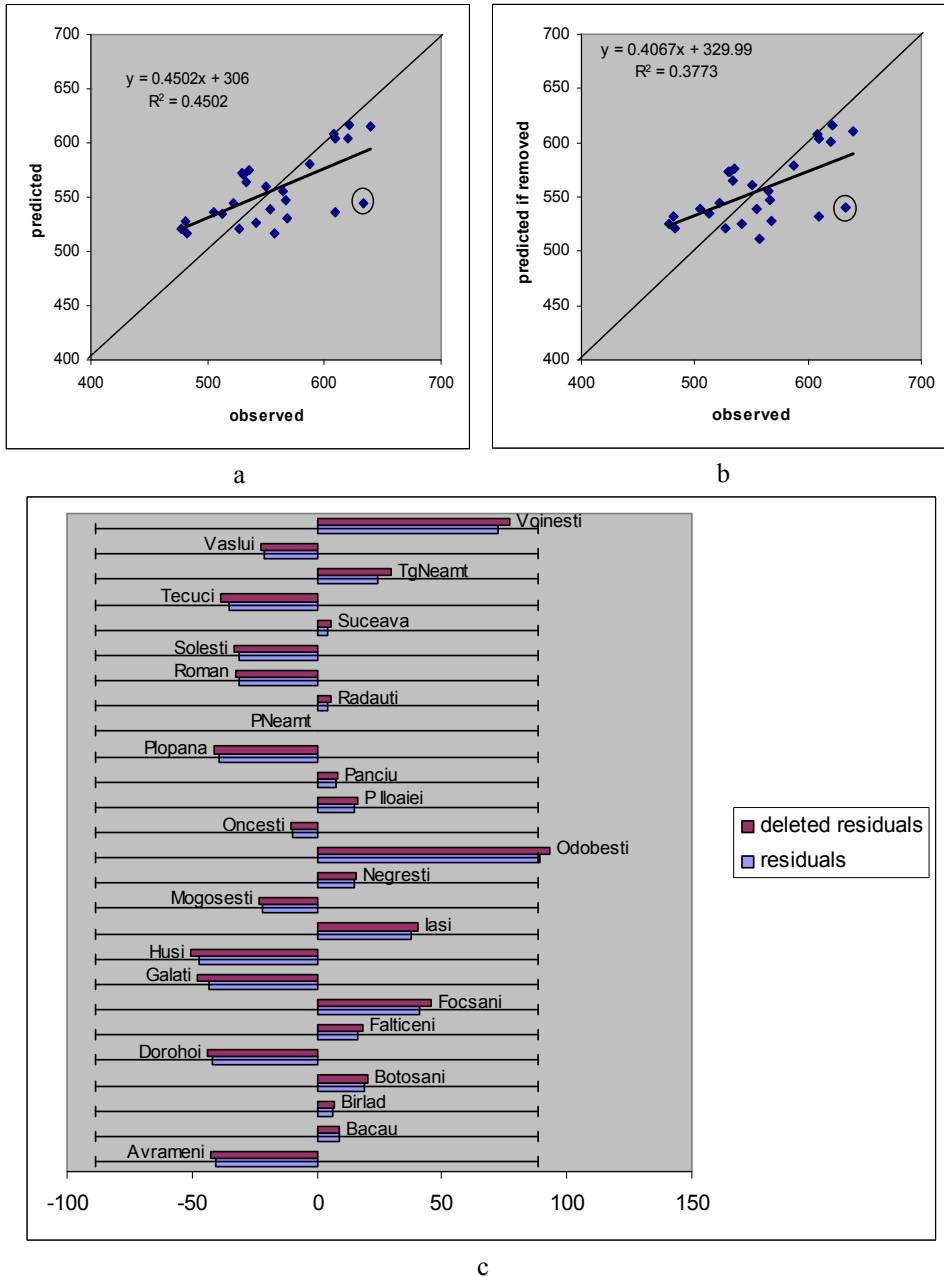 700
650
600
550
500
450
400
y = 0.4502x + 306
R² = 0.4502
predicted
400 500 600 700
observed
a
700
650
600
550
500
450
400
y = 0.4067x + 329.99
R² = 0.3773
predicted if removed
400 500 600 700
observed
b
Voinesti
Vaslui
TgNeamt
Tecuci
Suceava
Solesti
Roman
Radauti
PNeamt
Plopana
Panciu
P Iloaiei
Oncesti
Odobesti
Negresti
Mogosesti
Iasi
Husi
Galati
Focsani
Falticeni
Dorohoi
Botosani
Birlad
Bacau
Avrameni
-100 -50 0 50 100 150
deleted residuals
residuals
c